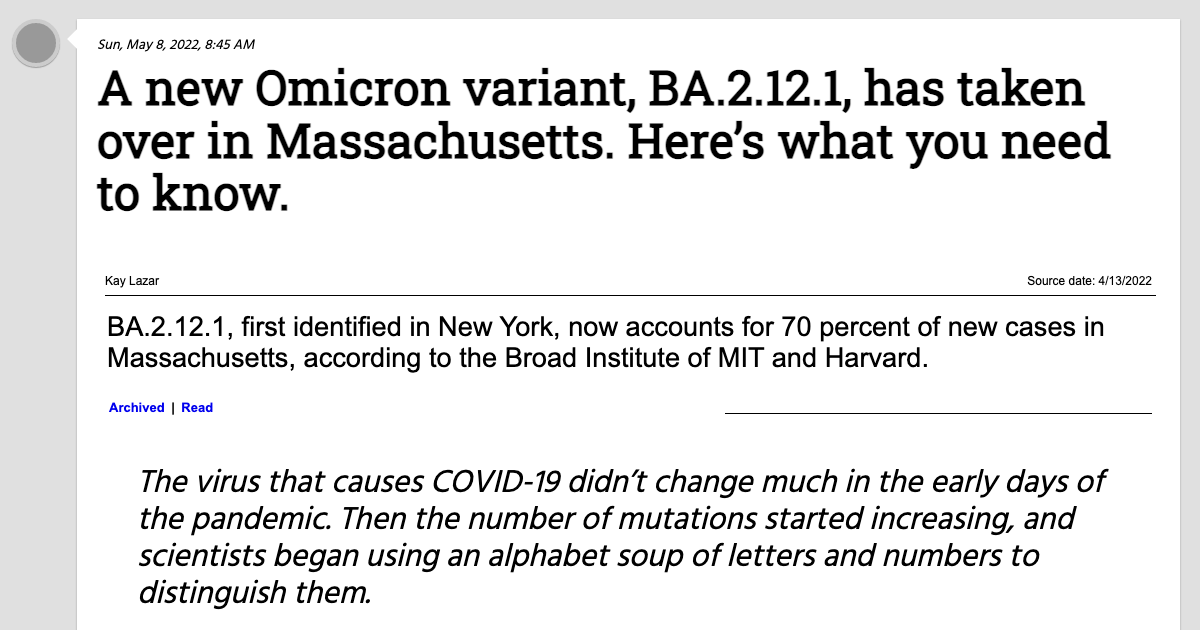 Sun, May 8, 2022, 8:45 AM
A new Omicron variant, BA.2.12.1, has taken
over in Massachusetts. Here’s what you need
to know.
Kay Lazar
Source date: 4/13/2022
BA.2.12.1, first identified in New York, now accounts for 70 percent of new cases in
Massachusetts, according to the Broad Institute of MIT and Harvard.
Archived | Read
The virus that causes COVID-19 didn’t change much in the early days of
the pandemic. Then the number of mutations started increasing, and
scientists began using an alphabet soup of letters and numbers to
distinguish them.